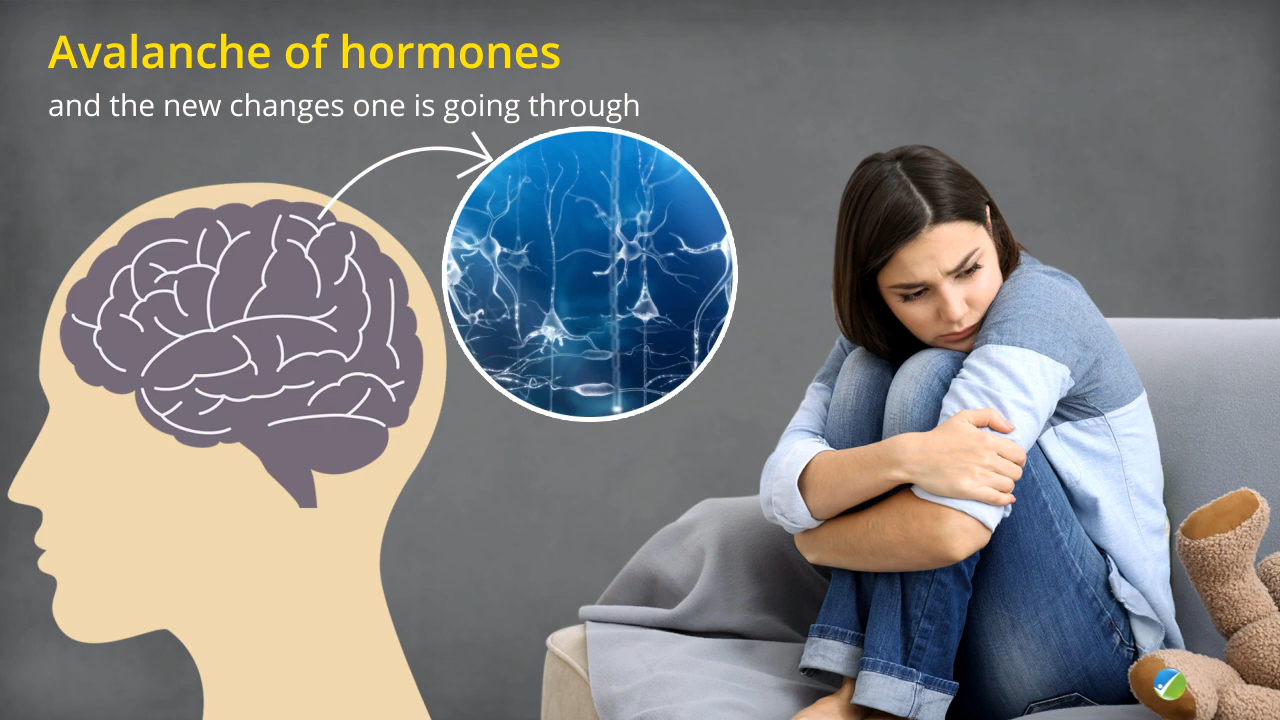 Avalanche of hormones
and the new changes one is going through